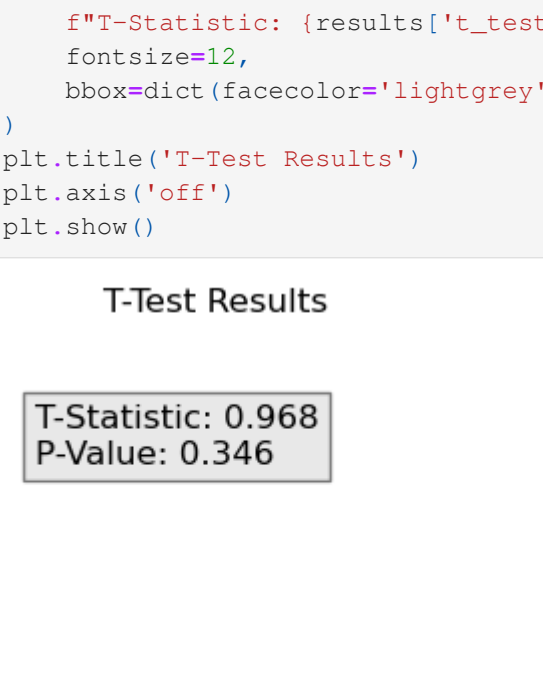 f"T-Statistic: {results['t_test
fontsize=12,
bbox=dict(facecolor='lightgrey'
)
plt.title('T-Test Results')
plt.axis('off')
plt.show()
T-Test Results
T-Statistic: 0.968
P-Value: 0.346